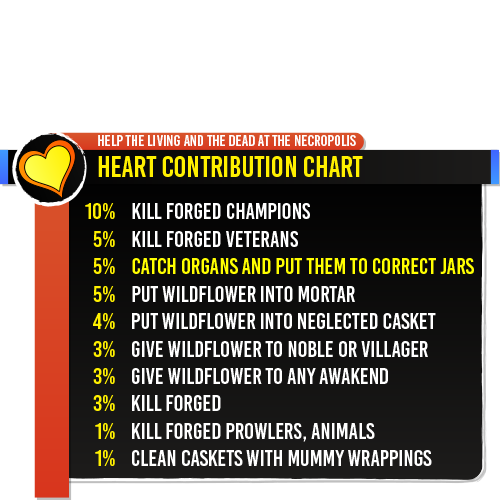 HELP THE LIVING AND THE DEAD AT THE NECROPOLIS
HEART CONTRIBUTION CHART
10% KILL FORGED CHAMPIONS
5% KILL FORGED VETERANS
5% CATCH ORGANS AND PUT THEM TO CORRECT JARS
5% PUT WILDFLOWER INTO MORTAR
4% PUT WILDFLOWER INTO NEGLECTED CASKET
3% GIVE WILDFLOWER TO NOBLE OR VILLAGER
3% GIVE WILDFLOWER TO ANY AWAKEND
3% KILL FORGED
1% KILL FORGED PROWLERS, ANIMALS
1% CLEAN CASKETS WITH MUMMY WRAPPINGS